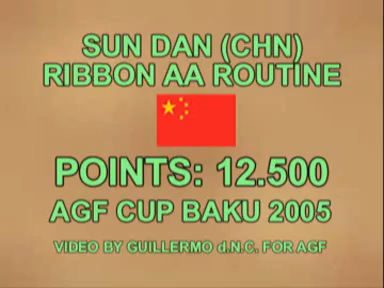 SUN DAN (CHN)
RIBBON AA ROUTINE
POINTS: 12.500
AGF CUP BAKU 2005
VIDEO BY GUILLERMO d.N.C. FOR AGF